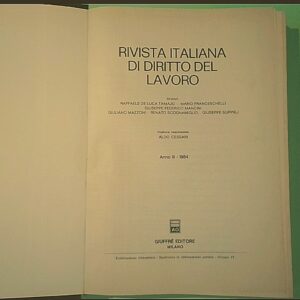 RIVISTA ITALIANA
DI DIRITTO DEL
LAVORO
RAFFAELE DE LUCA TAMAJO - MARIO FRANCESCHELLI
GIUSEPPE FEDERICO MANCINI
GIULIANO MAZZONI - RENATO SCOGNAMIGLIO - GIUSEPPE SUPPIEJ
ALDO CESSARI
Anno III - 1984
GIUFFRÈ EDITORE
MILANO